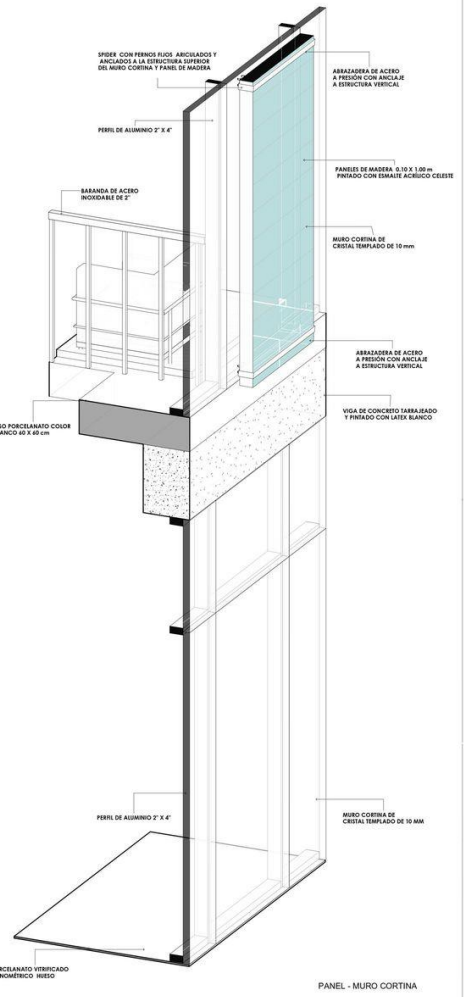 SPIDER CON PERNOS FIJOS ARICULADOS Y
ANCLADOS A LA ESTRUCTURA SUPERIOR
DEL MURO CORTINA Y PANEL DE MADERA
ABRAZADERA DE ACERO
A PRESIÓN CON ANCLAJE
A ESTRUCTURA VERTICAL
PERFIL DE ALUMINIO 2" X 4"
PANELES DE MADERA 0.10 X 1.00 m
PINTADO CON ESMALTE ACRÍLICO CELESTE
BARANDA DE ACERO
INOXIDABLE DE 2"
MURO CORTINA DE
CRISTAL TEMPLADO DE 10 mm
ABRAZADERA DE ACERO
A PRESIÓN CON ANCLAJE
A ESTRUCTURA VERTICAL
SO PORCELANATO COLOR
ANCO 60 X 60 cm
VIGA DE CONCRETO TARRAJEADO
Y PINTADO CON LATEX BLANCO
PERFIL DE ALUMINIO 2" X 4"
MURO CORTINA DE
CRISTAL TEMPLADO DE 10 MM
RCELANATO VITRIFICADO
NOMÉTRICO HUESO
PANEL - MURO CORTINA